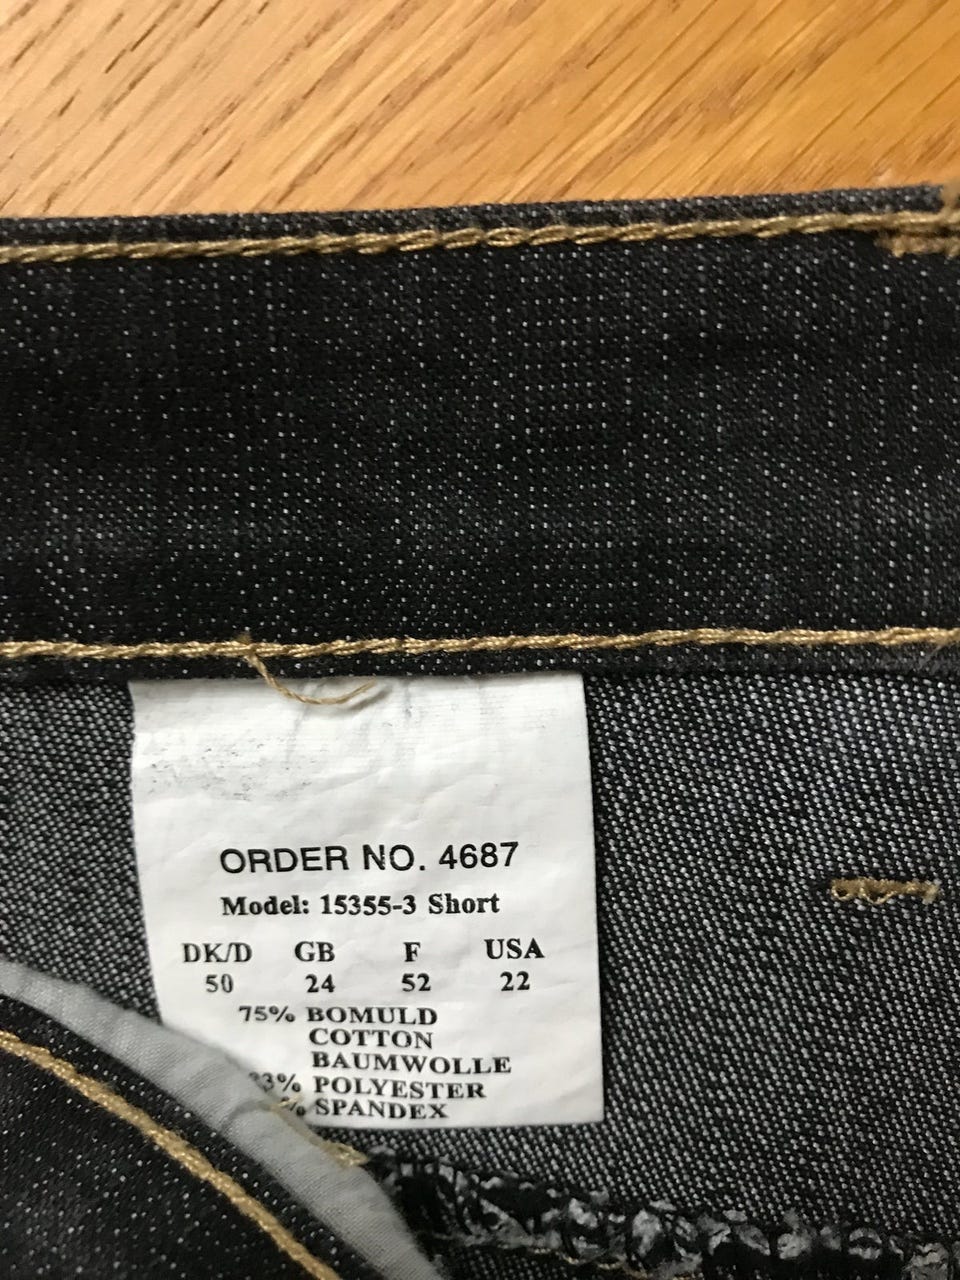 ORDER NO. 4687
Model: 15355-3 Short
DK/D GB F USA
50 24 52 22
75% BOMULD
COTTON
BAUMWOLLE
3% POLYESTER
% SPANDEX